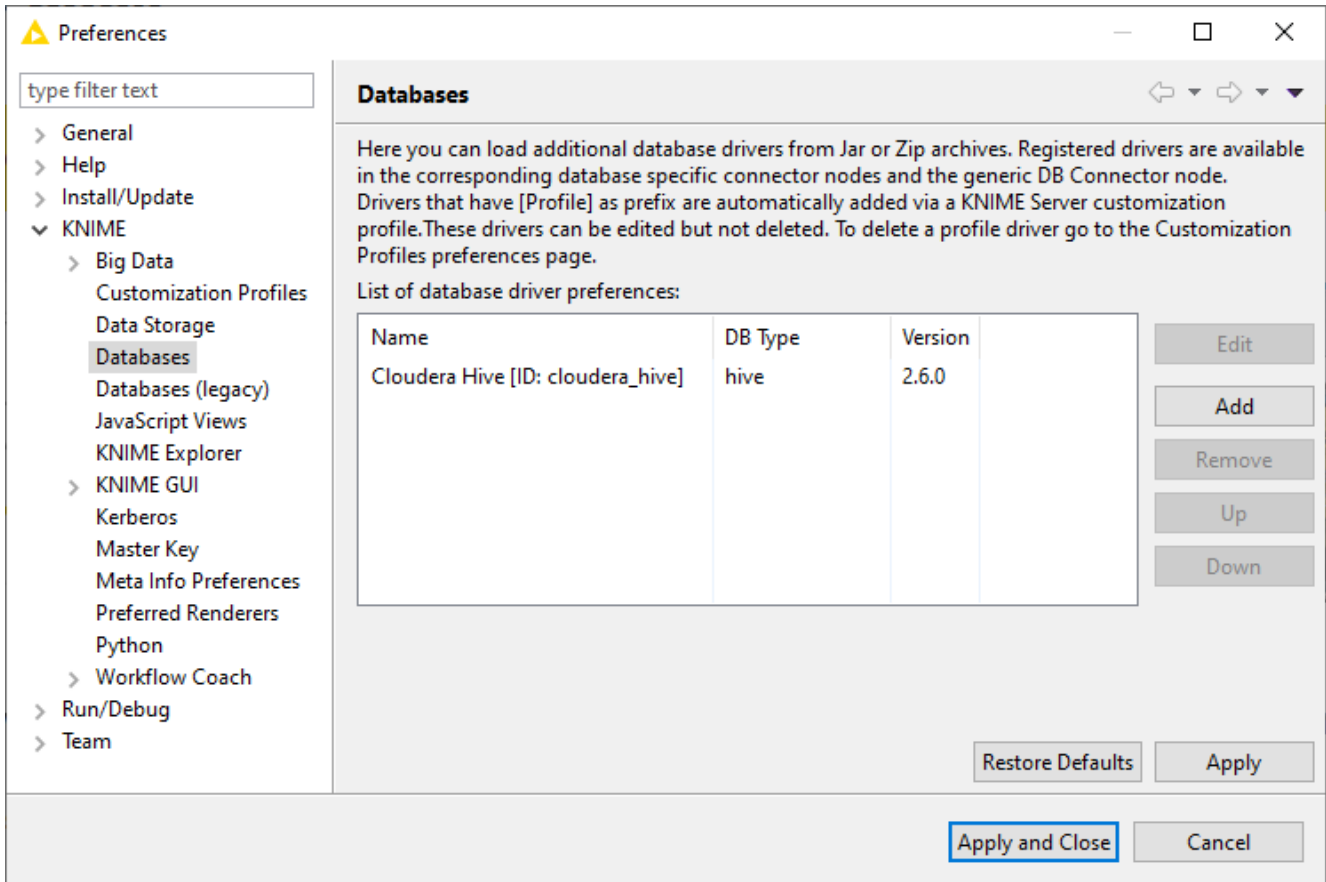 Preferences
type filter text
General
Help
Install/Update
KNIME
Big Data
Customization Profiles
Data Storage
Databases
Databases (legacy)
JavaScript Views
KNIME Explorer
KNIME GUI
Kerberos
Master Key
Meta Info Preferences
Preferred Renderers
Python
Workflow Coach
Run/Debug
Team
Databases
Here you can load additional database drivers from Jar or Zip archives. Registered drivers are available
in the corresponding database specific connector nodes and the generic DB Connector node.
Drivers that have [Profile] as prefix are automatically added via a KNIME Server customization
profile.These drivers can be edited but not deleted. To delete a profile driver go to the Customization
Profiles preferences page.
List of database driver preferences:
Name DB Type Version
Cloudera Hive [ID: cloudera_hive] hive 2.6.0
Edit
Add
Remove
Up
Down
Restore Defaults Apply
Apply and Close Cancel